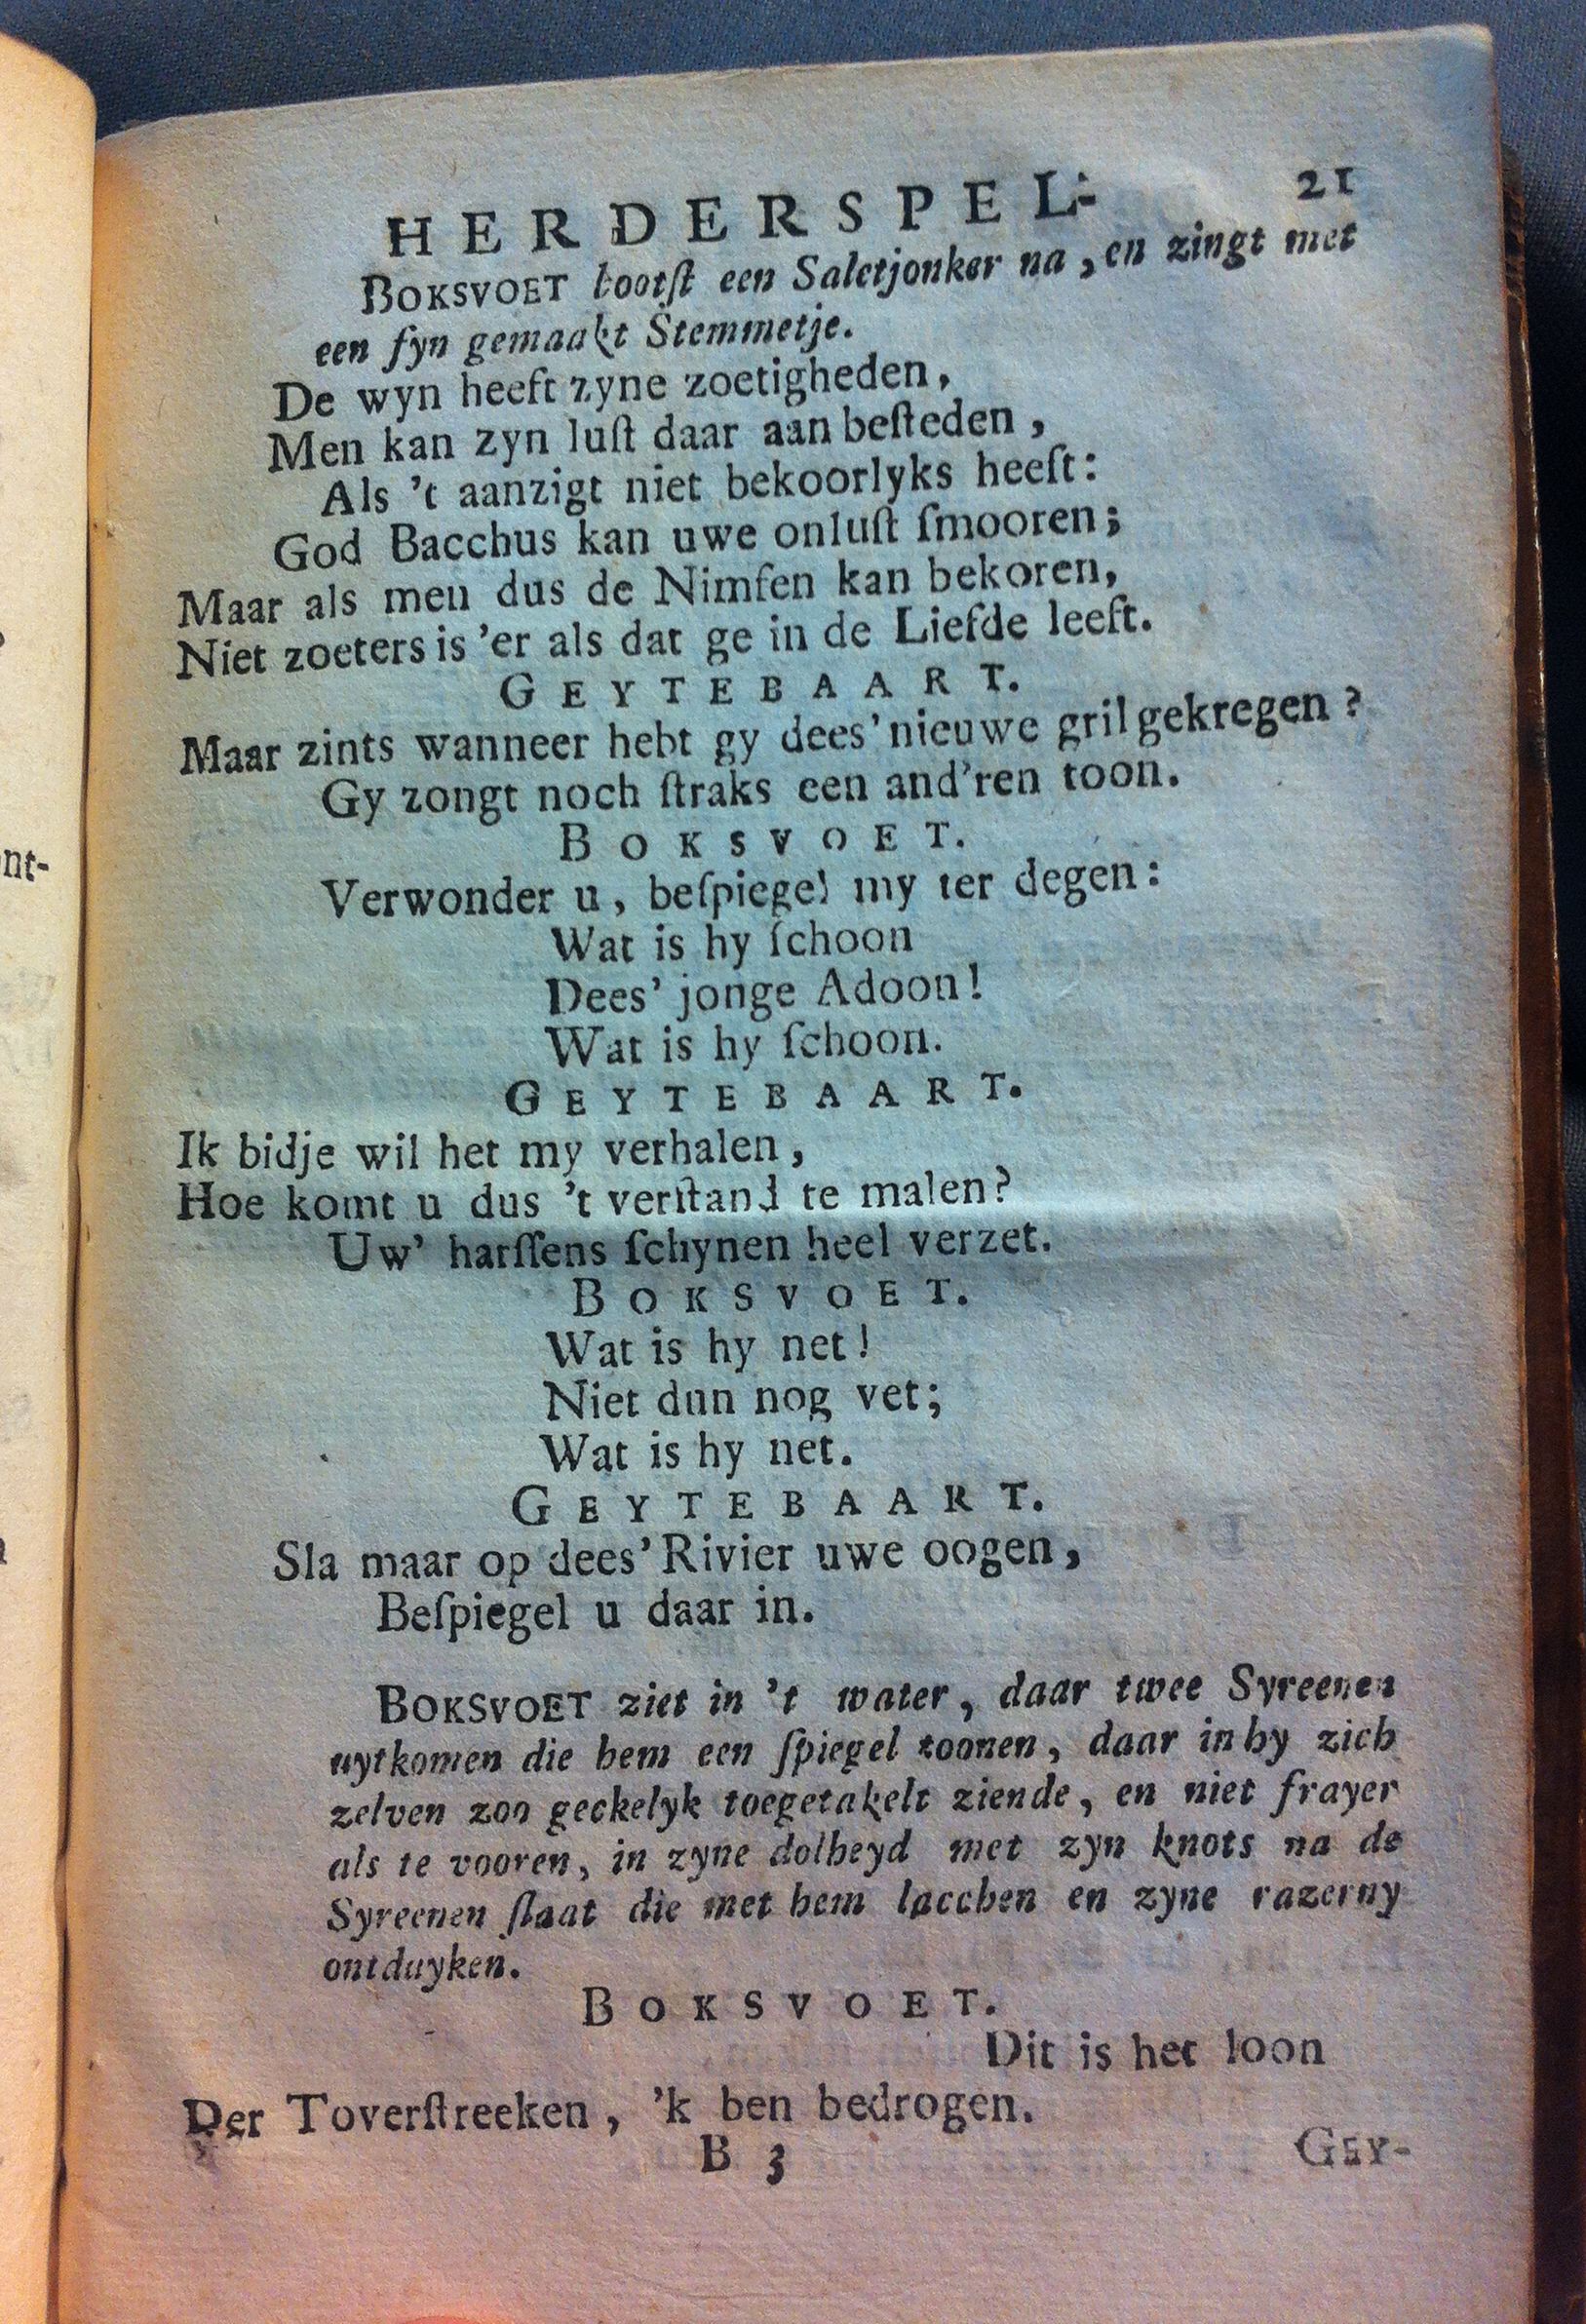 HERDERSPEL. 21
BOKSVOET bootſt een Saletjonker na, en zingt met
een fyn gemaakt Stemmetje.
De wyn heeft zyne zoetigheden,
Men kan zyn luſt daar aan beſteden,
Als 't aanzigt niet bekoorlyks heeft:
God Bacchus kan uwe onluſt ſmooren;
Maar als men dus de Nimfen kan bekoren,
Niet zoeters is 'er als dat ge in de Liefde leeft.
GEYTEBAART.
Maar zints wanneer hebt gy dees' nieuwe gril gekregen?
Gy zongt noch ſtraks een and'ren toon.
BOKSVOET.
Verwonder u, beſpiegel my ter degen:
Wat is hy ſchoon
Dees' jonge Adoon!
Wat is hy ſchoon.
GEYTEBAART.
Ik bidje wil het my verhalen,
Hoe komt u dus 't verſtand te malen?
Uw' harſſens ſchynen heel verzet.
BOKSVOET.
Wat is hy net!
Niet dun nog vet;
Wat is hy net.
GEYTEBAART.
Sla maar op dees' Rivier uwe oogen,
Beſpiegel u daar in.
BOKSVOET ziet in 't water, daar twee Syreenen
uytkomen die hem een ſpiegel toonen, daar in hy zich
zelven zoo geckelyk toegetakelt ziende, en niet frayer
als te vooren, in zyne dolheyd met zyn knots na de
Syreenen ſlaat die met hem lacchen en zyne razerny
ontduyken.
BOKSVOET.
Dit is het loon
Der Toverſtreeken, 'k ben bedrogen.
B 3 GEY-
nt-